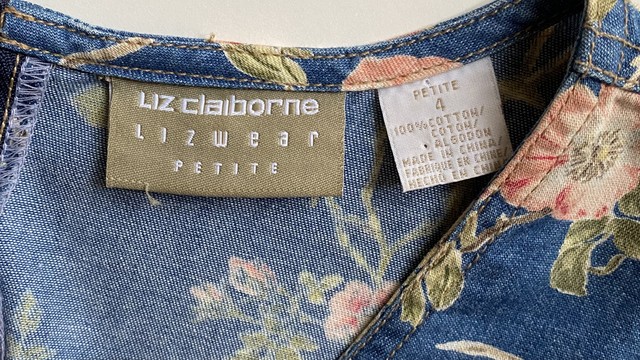 Liz claiborne
Lizwear
PETITE
PETITE
4
100%COTTON/
COTON/
ALGODON
MADE IN CHINA/
FABRIQUE EN CHINE/
HECHO EN CHINA